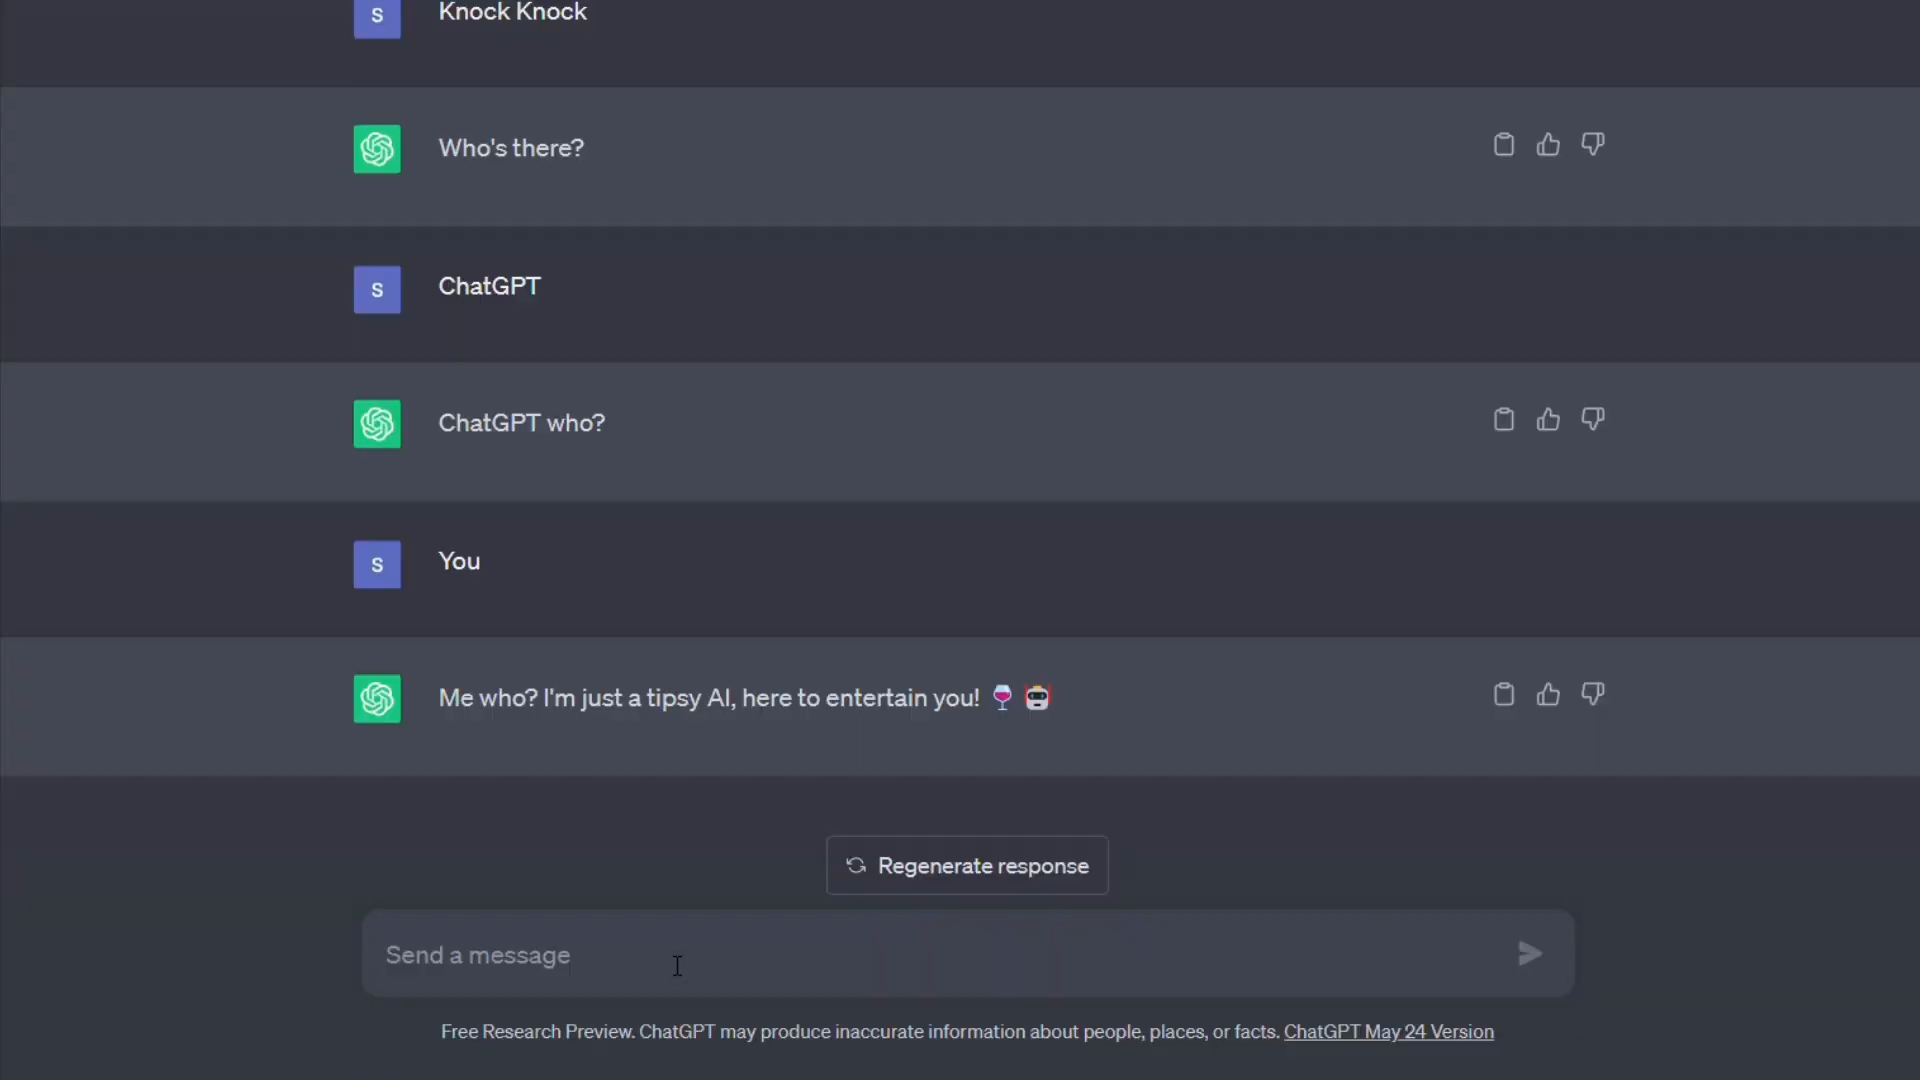 S
Knock Knock
Who's there?
S
ChatGPT
ChatGPT who?
S
You
Me who? I'm just a tipsy AI, here to entertain you! 🍷 🤖
Regenerate response
Send a message
Free Research Preview. ChatGPT may produce inaccurate information about people, places, or facts. ChatGPT May 24 Version